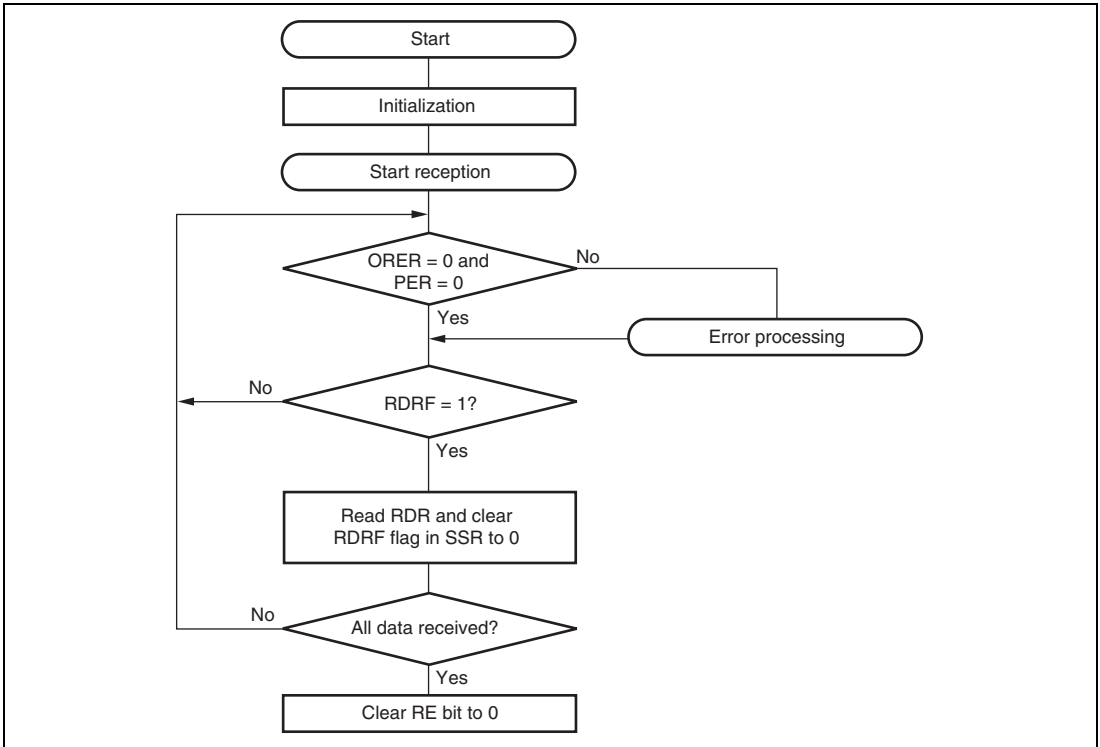 Start
Initialization
Start reception
ORER = 0 and
PER = 0
No
Yes
Error processing
No
RDRF = 1?
Yes
Read RDR and clear
RDRF flag in SSR to 0
No
All data received?
Yes
Clear RE bit to 0